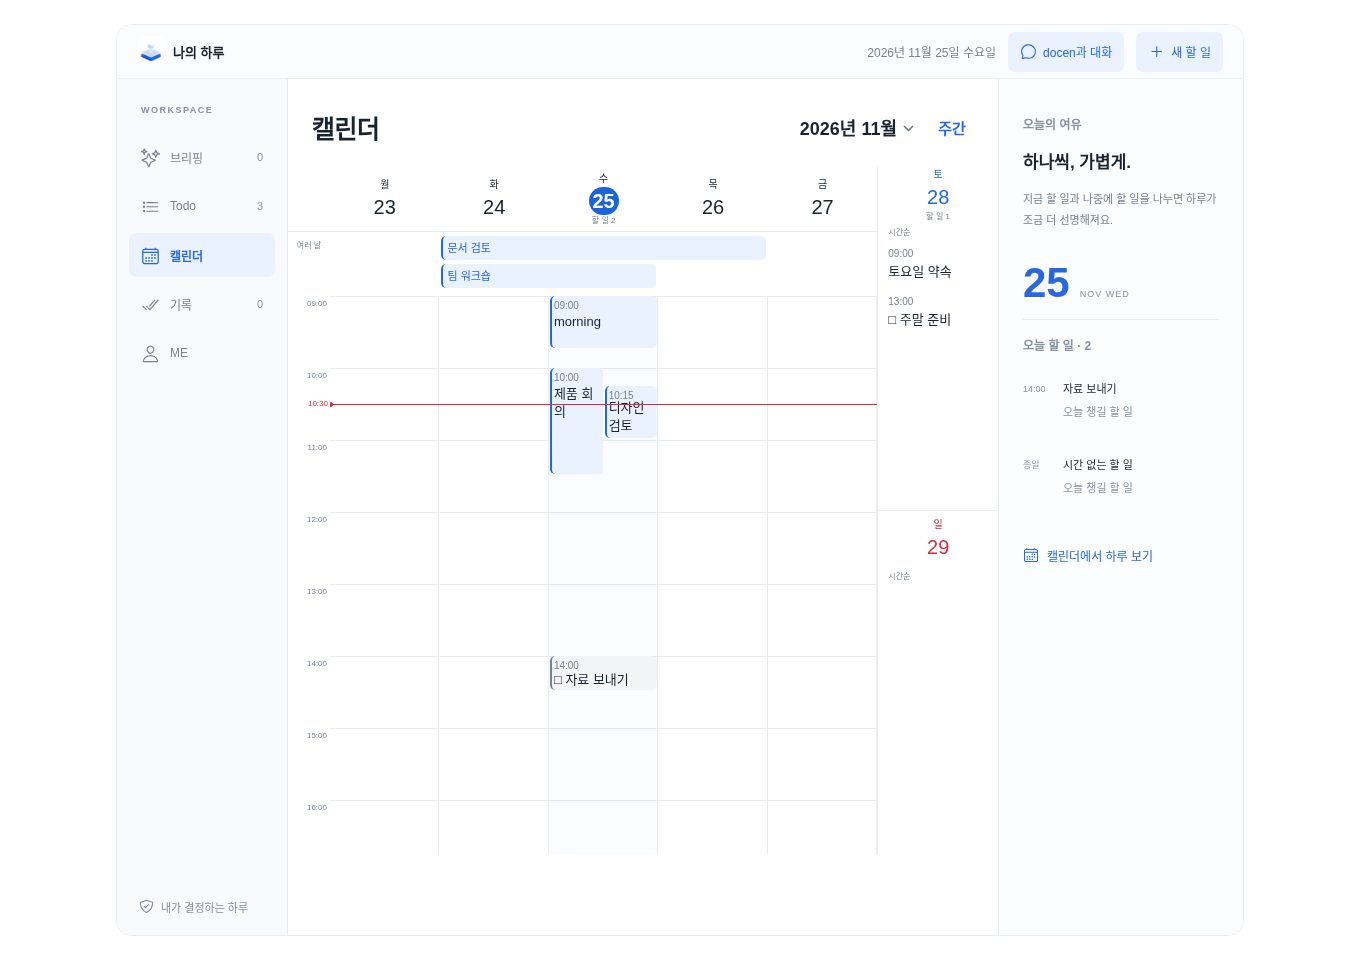 나의 하루
2026년 11월 25일 수요일
docen과 대화
새 할 일
WORKSPACE
브리핑 0
Todo 3
캘린더
기록 0
ME
내가 결정하는 하루
캘린더
2026년 11월
주간
월 화 수 목 금
23 24 25 26 27
할 일 2
여러 날
문서 검토
팀 워크숍
09:00
09:00
morning
10:00
10:00
제품 회
의
10:15
디자인
검토
10:30
11:00
12:00
13:00
14:00
14:00
□ 자료 보내기
15:00
16:00
토
28
할 일 1
시간순
09:00
토요일 약속
13:00
□ 주말 준비
일
29
시간순
오늘의 여유
하나씩, 가볍게.
지금 할 일과 나중에 할 일을 나누면 하루가
조금 더 선명해져요.
25 NOV WED
오늘 할 일 · 2
14:00 자료 보내기
오늘 챙길 할 일
종일 시간 없는 할 일
오늘 챙길 할 일
캘린더에서 하루 보기